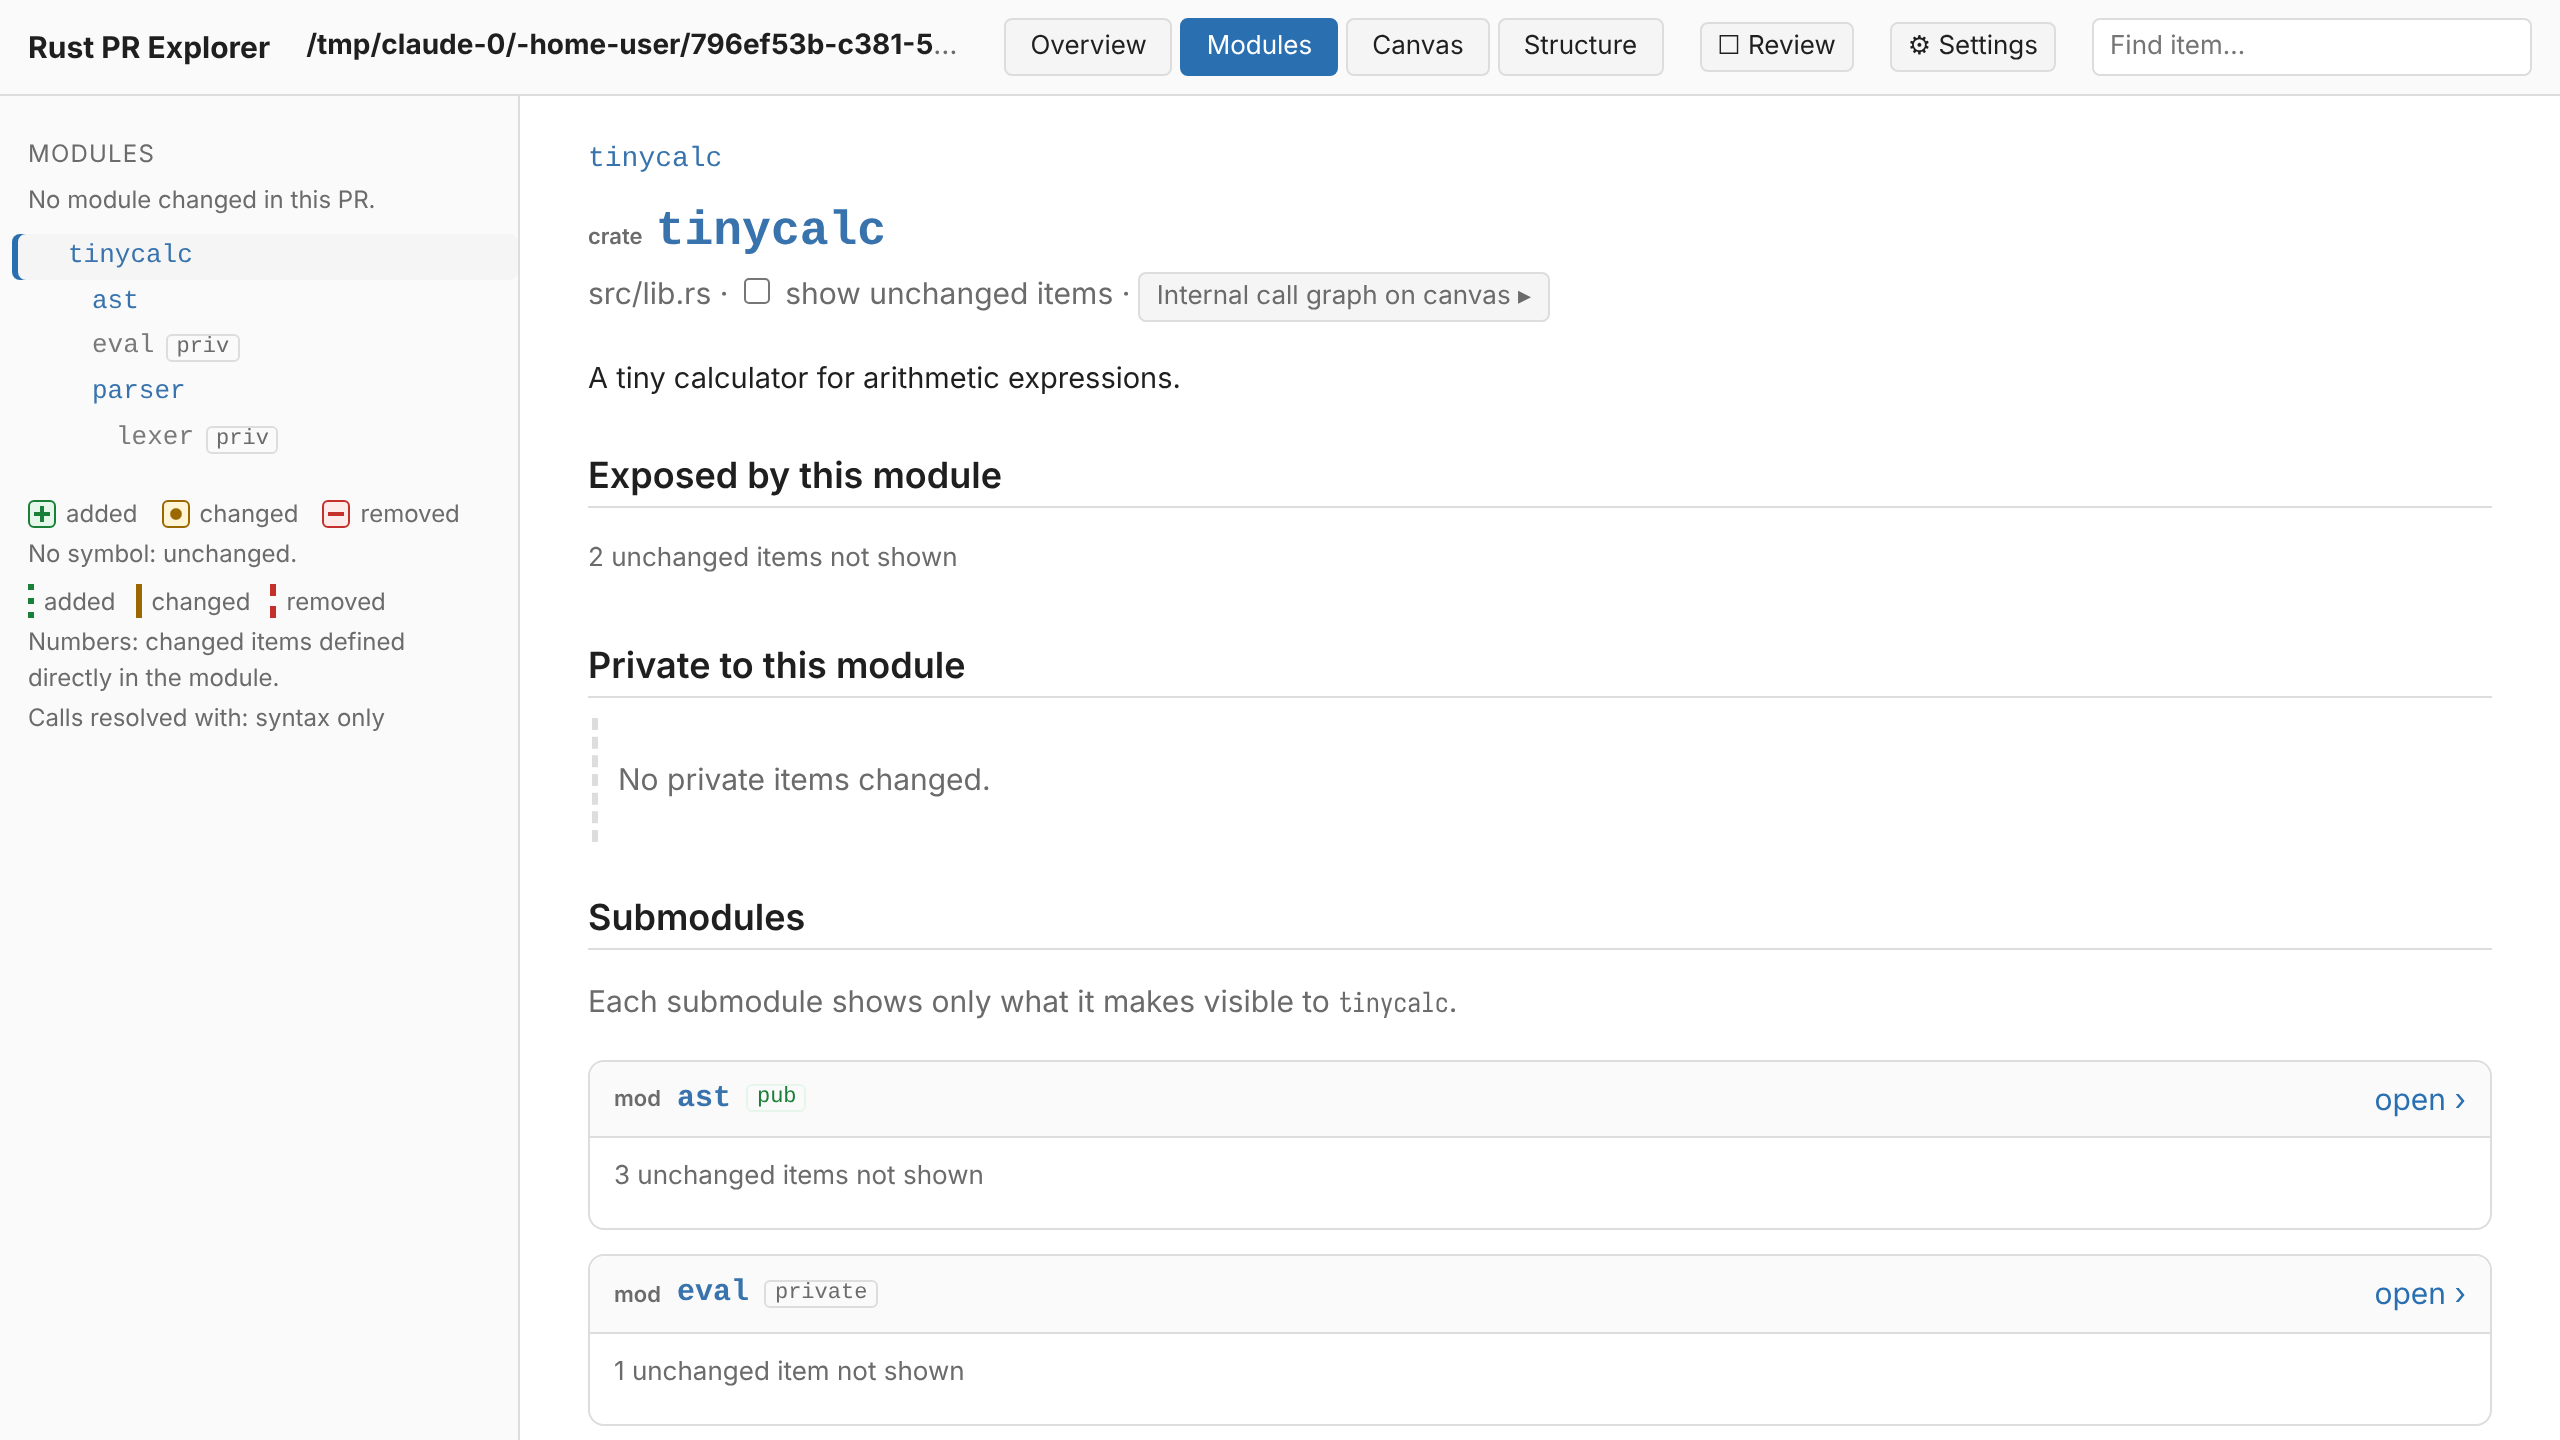 Rust PR Explorer
/tmp/claude-0/-home-user/796ef53b-c381-5...
Overview
Modules
Canvas
Structure
☐ Review
⚙ Settings
Find item...
MODULES
No module changed in this PR.
tinycalc
ast
eval priv
parser
lexer priv
added changed removed
No symbol: unchanged.
added changed removed
Numbers: changed items defined
directly in the module.
Calls resolved with: syntax only
tinycalc
crate tinycalc
src/lib.rs · ☐ show unchanged items · Internal call graph on canvas ▸
A tiny calculator for arithmetic expressions.
Exposed by this module
2 unchanged items not shown
Private to this module
No private items changed.
Submodules
Each submodule shows only what it makes visible to tinycalc.
mod ast pub open ›
3 unchanged items not shown
mod eval private open ›
1 unchanged item not shown